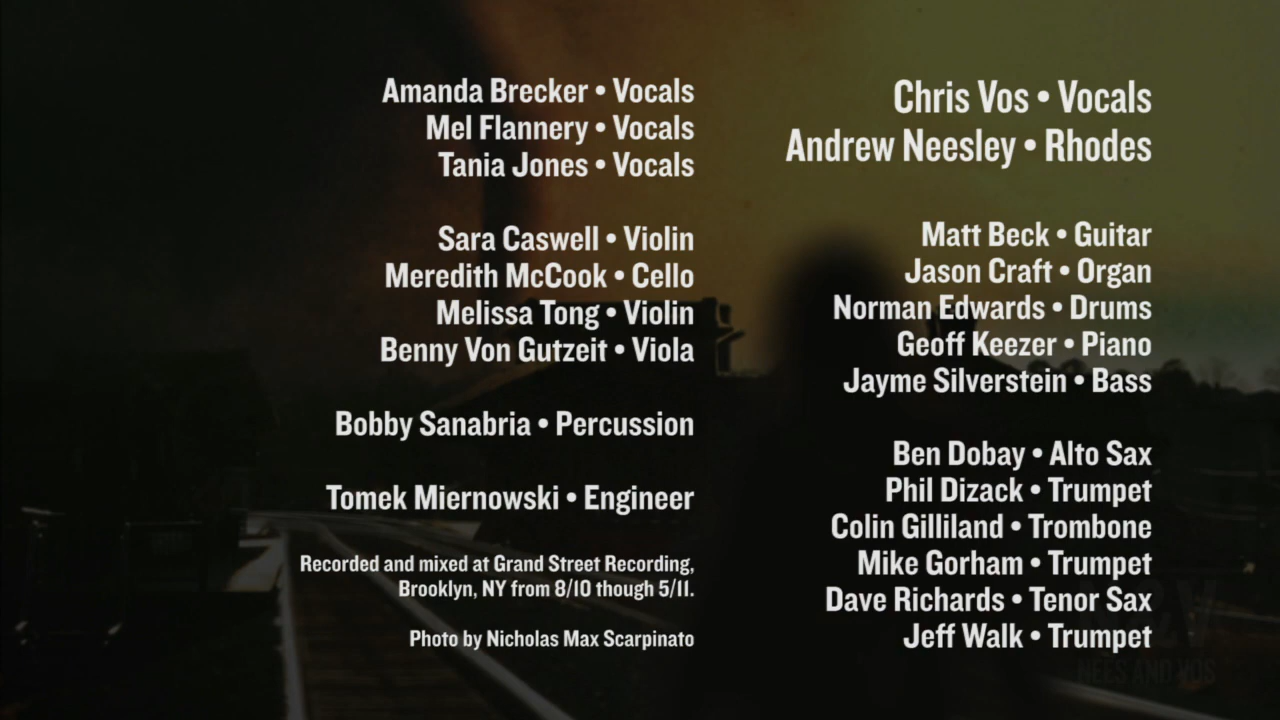 Amanda Brecker • Vocals
Mel Flannery • Vocals
Tania Jones • Vocals
Sara Caswell • Violin
Meredith McCook • Cello
Melissa Tong • Violin
Benny Von Gutzeit • Viola
Bobby Sanabria • Percussion
Tomek Miernowski • Engineer
Recorded and mixed at Grand Street Recording,
Brooklyn, NY from 8/10 though 5/11.
Photo by Nicholas Max Scarpinato
Chris Vos • Vocals
Andrew Neesley • Rhodes
Matt Beck • Guitar
Jason Craft • Organ
Norman Edwards • Drums
Geoff Keezer • Piano
Jayme Silverstein • Bass
Ben Dobay • Alto Sax
Phil Dizack • Trumpet
Colin Gilliland • Trombone
Mike Gorham • Trumpet
Dave Richards • Tenor Sax
Jeff Walk • Trumpet
NEES AND VOS